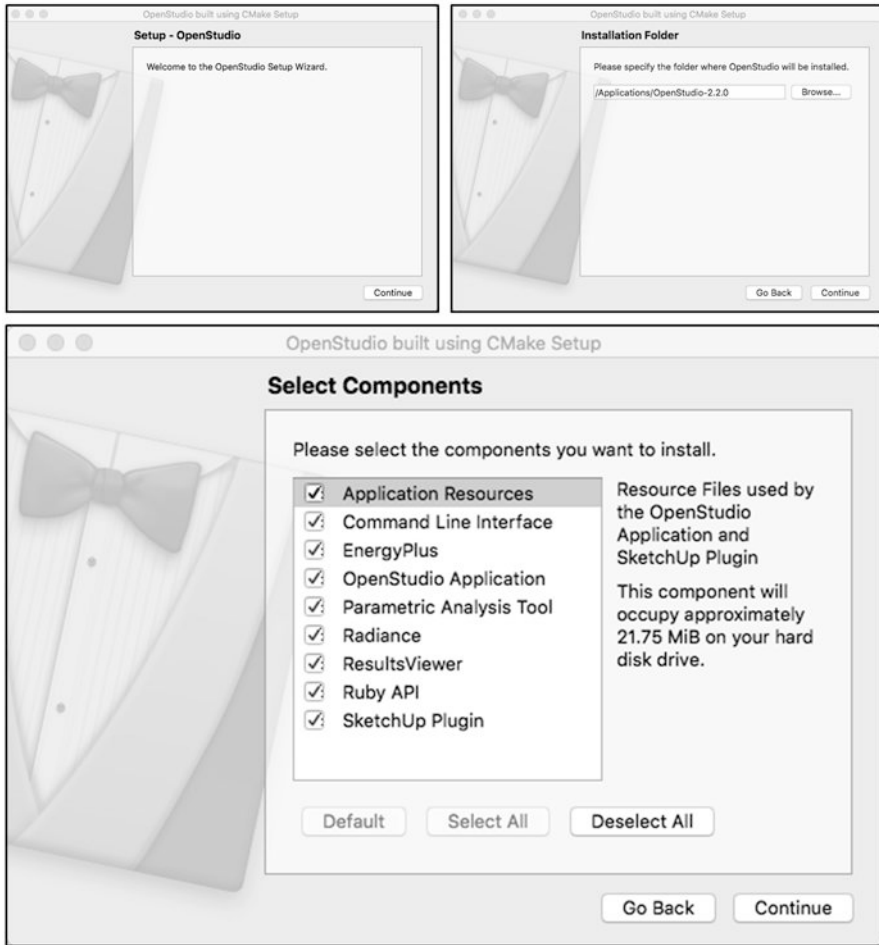 OpenStudio built using CMake Setup
Setup - OpenStudio
Welcome to the OpenStudio Setup Wizard.
Continue
OpenStudio built using CMake Setup
Installation Folder
Please specify the folder where OpenStudio will be installed.
/Applications/OpenStudio-2.2.0
Browse...
Go Back
Continue
OpenStudio built using CMake Setup
Select Components
Please select the components you want to install.
Application Resources
Command Line Interface
EnergyPlus
OpenStudio Application
Parametric Analysis Tool
Radiance
ResultsViewer
Ruby API
SketchUp Plugin
Resource Files used by
the OpenStudio
Application and
SketchUp Plugin
This component will
occupy approximately
21.75 MiB on your hard
disk drive.
Default
Select All
Deselect All
Go Back
Continue